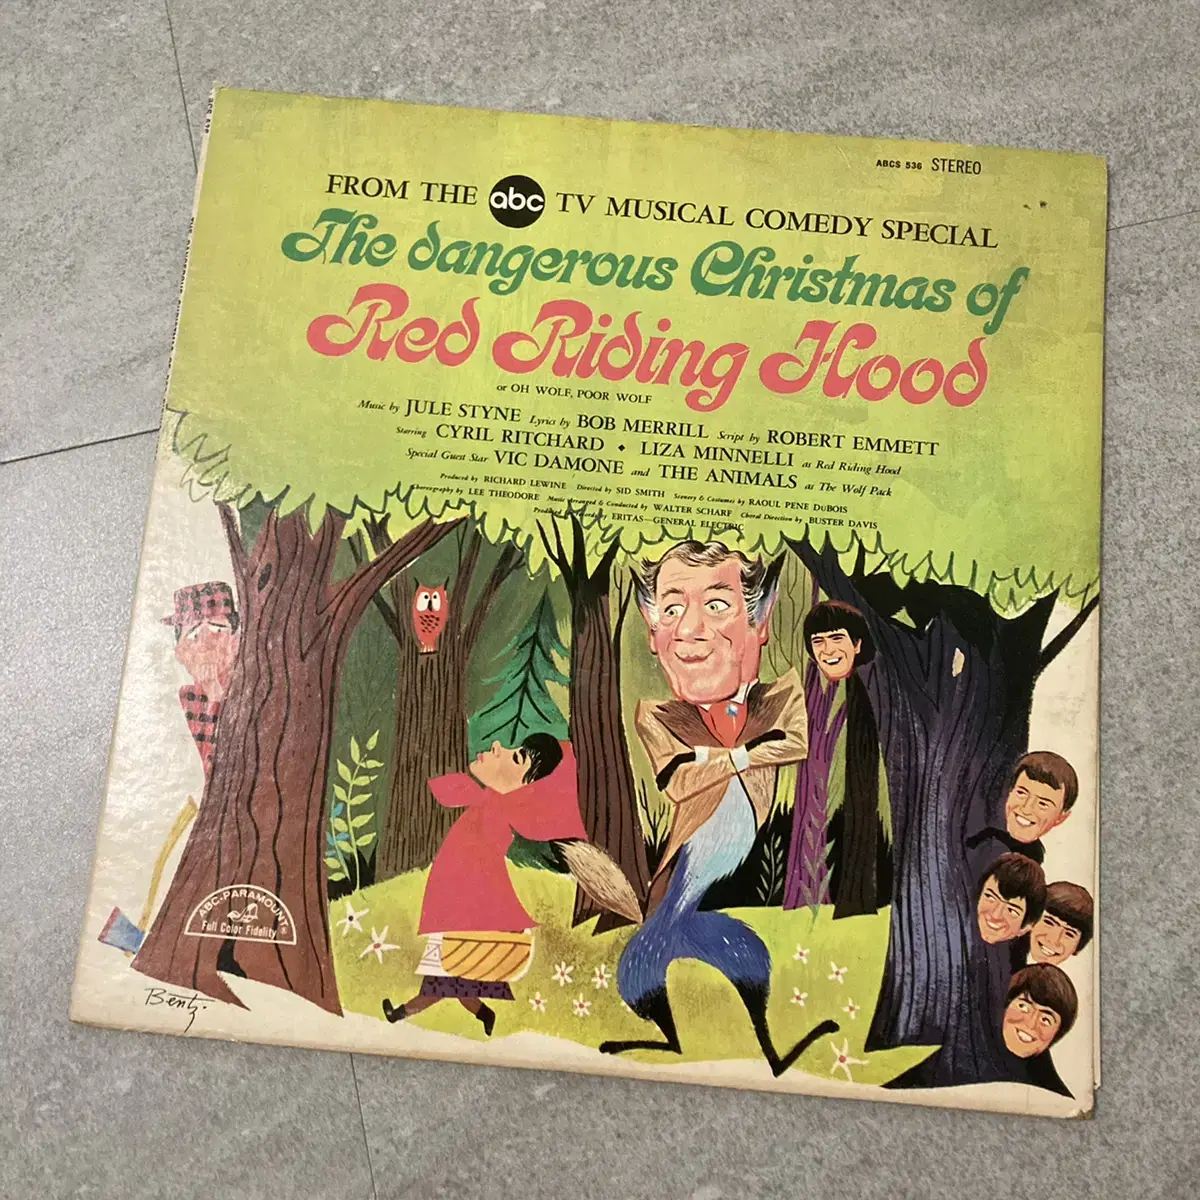 ABCS 536 STEREO
FROM THE abc TV MUSICAL COMEDY SPECIAL
The dangerous Christmas of
Red Riding Hood
or OH WOLF, POOR WOLF
Music by JULE STYNE Lyrics by BOB MERRILL Script by ROBERT EMMETT
Starring CYRIL RITCHARD • LIZA MINNELLI as Red Riding Hood
Special Guest Star VIC DAMONE and THE ANIMALS as The Wolf Pack
Produced by RICHARD LEWINE Directed by SID SMITH Scenery & Costumes by RAOUL PENE DuBOIS
Choreography by LEE THEODORE Music Arranged & Conducted by WALTER SCHARF Choral Direction by BUSTER DAVIS
ERITAS—GENERAL ELECTRIC
ABC-PARAMOUNT ®
Full Color Fidelity
Bentz.